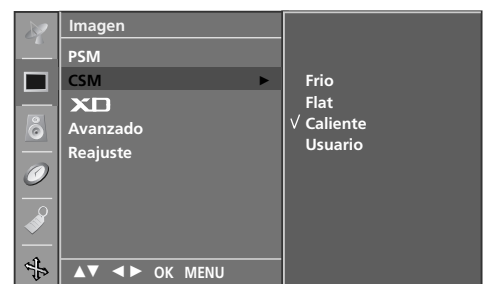 Imagen
PSM
CSM ►
XD
Avanzado
Reajuste
Frio
Flat
√ Caliente
Usuario
▲▼ ◄► OK MENU